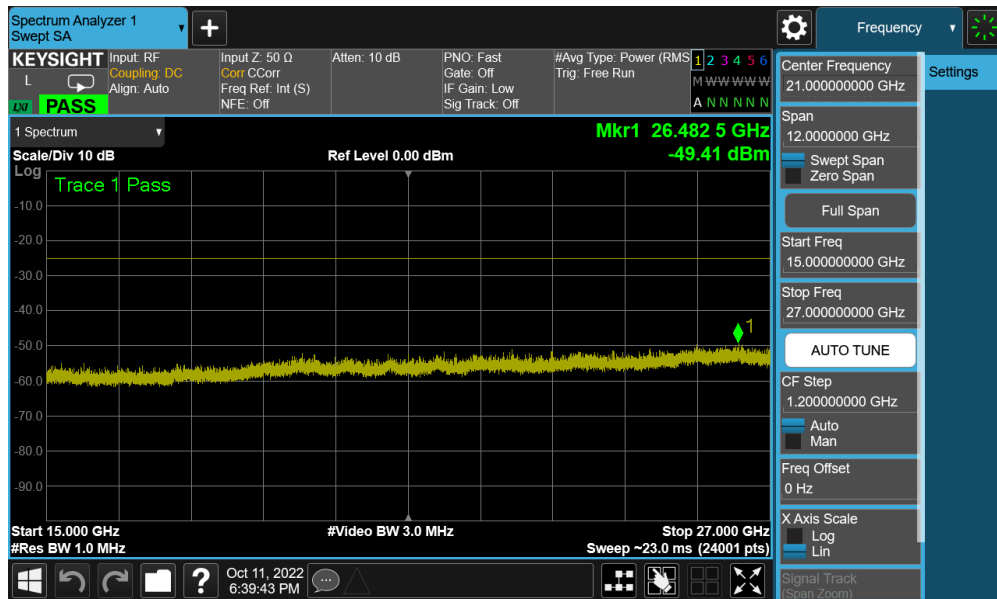 Spectrum Analyzer 1
Swept SA
+
Frequency
KEYSIGHT
L
LXI PASS
Input: RF
Coupling: DC
Align: Auto
Input Z: 50 Ω
Corr CCorr
Freq Ref: Int (S)
NFE: Off
Atten: 10 dB
PNO: Fast
Gate: Off
IF Gain: Low
Sig Track: Off
#Avg Type: Power (RMS
Trig: Free Run
1 2 3 4 5 6
M W W W W W
A N N N N N
1 Spectrum
Scale/Div 10 dB
Ref Level 0.00 dBm
Mkr1 26.482 5 GHz
-49.41 dBm
Log
Trace 1 Pass
-10.0
-20.0
-30.0
-40.0
1
-50.0
-60.0
-70.0
-80.0
-90.0
Start 15.000 GHz
#Video BW 3.0 MHz
Stop 27.000 GHz
#Res BW 1.0 MHz
Sweep ~23.0 ms (24001 pts)
?
Oct 11, 2022
6:39:43 PM
Center Frequency
21.000000000 GHz
Span
12.0000000 GHz
Swept Span
Zero Span
Full Span
Start Freq
15.000000000 GHz
Stop Freq
27.000000000 GHz
AUTO TUNE
CF Step
1.200000000 GHz
Auto
Man
Freq Offset
0 Hz
X Axis Scale
Log
Lin
Signal Track
(Span Zoom)
Settings